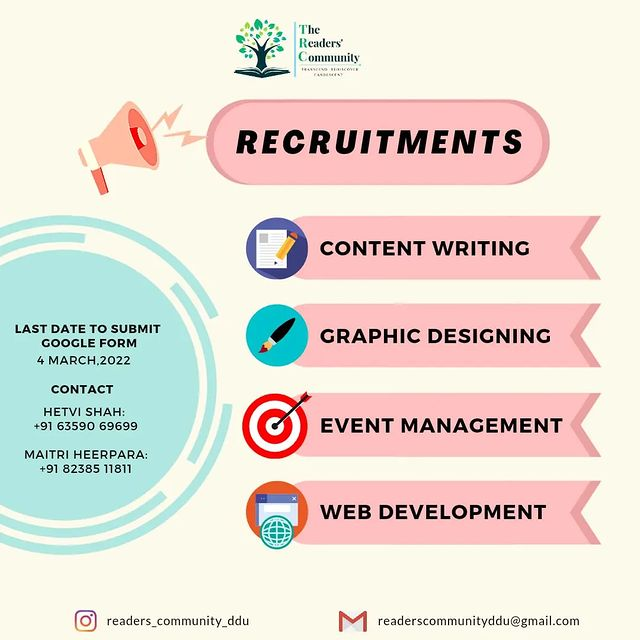 The
Readers'
Community
TRANSCEND REDISCOVER
CANDESCENT
RECRUITMENTS
CONTENT WRITING
GRAPHIC DESIGNING
EVENT MANAGEMENT
WEB DEVELOPMENT
LAST DATE TO SUBMIT
GOOGLE FORM
4 MARCH,2022
CONTACT
HETVI SHAH:
+91 63590 69699
MAITRI HEERPARA:
+91 82385 11811
readers_community_ddu
readerscommunityddu@gmail.com